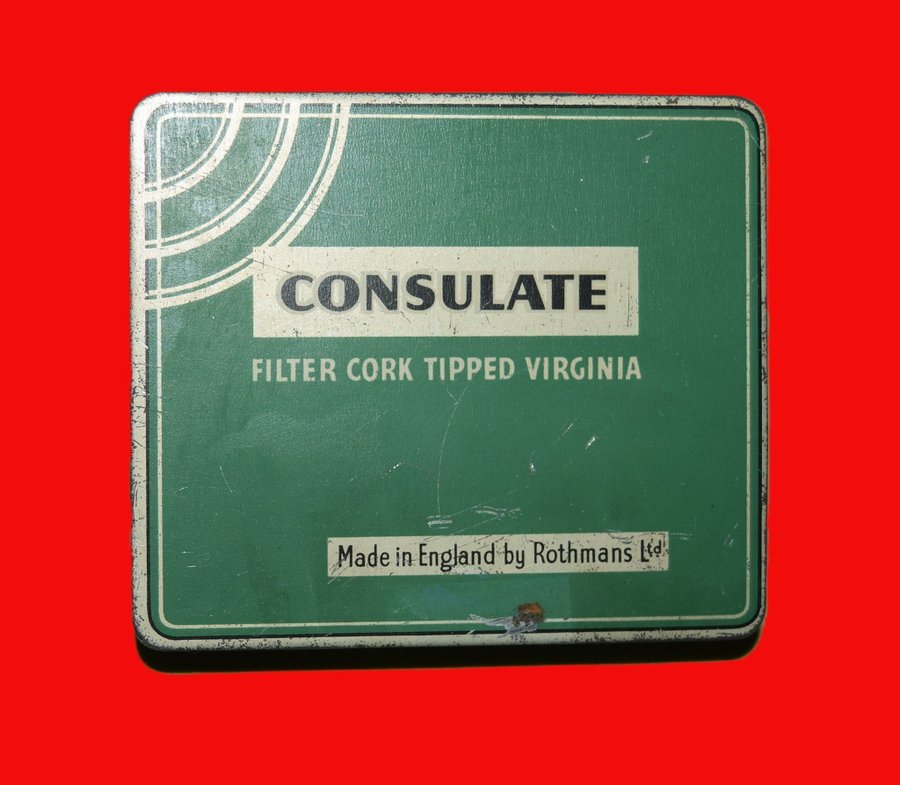 CONSULATE
FILTER CORK TIPPED VIRGINIA
Made in England by Rothmans Ltd